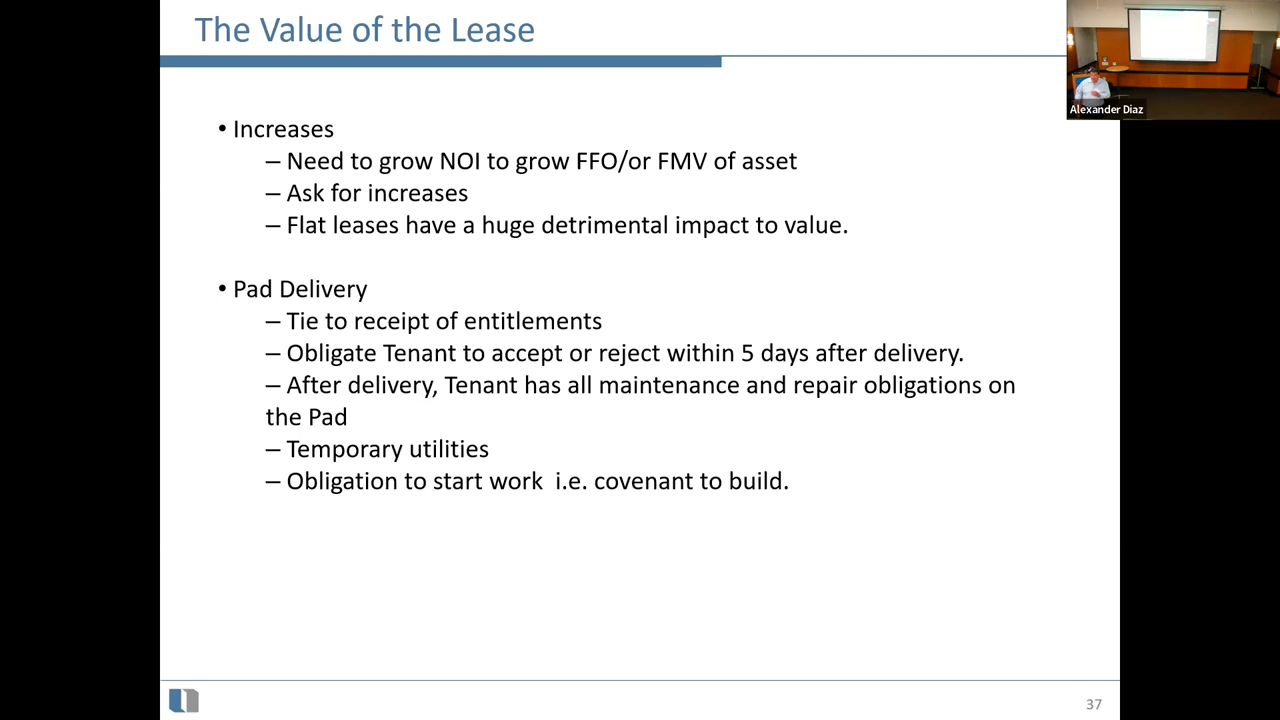 The Value of the Lease
Alexander Diaz
• Increases
– Need to grow NOI to grow FFO/or FMV of asset
– Ask for increases
– Flat leases have a huge detrimental impact to value.
• Pad Delivery
– Tie to receipt of entitlements
– Obligate Tenant to accept or reject within 5 days after delivery.
– After delivery, Tenant has all maintenance and repair obligations on
the Pad
– Temporary utilities
– Obligation to start work  i.e. covenant to build.
37